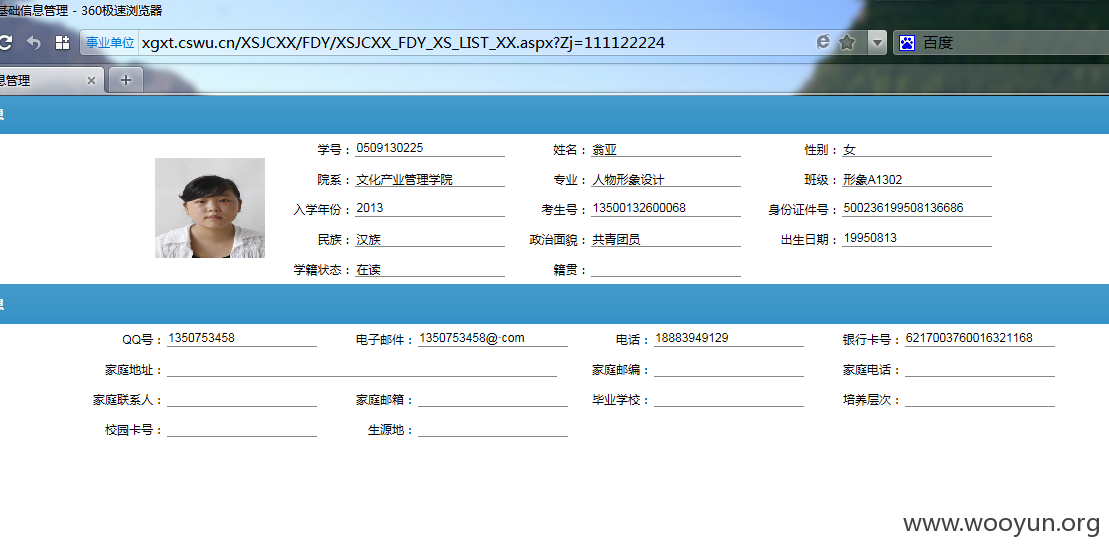 基础信息管理 - 360极速浏览器
事业单位 xgxt.cswu.cn/XSJCXX/FDY/XSJCXX_FDY_XS_LIST_XX.aspx?Zj=111122224 百度
息管理
息
学号： 0509130225 姓名： 翁亚 性别： 女
院系： 文化产业管理学院 专业： 人物形象设计 班级： 形象A1302
入学年份： 2013 考生号： 13500132600068 身份证件号： 500236199508136686
民族： 汉族 政治面貌： 共青团员 出生日期： 19950813
学籍状态： 在读 籍贯：
息
QQ号： 1350753458 电子邮件： 1350753458@·com 电话： 18883949129 银行卡号： 6217003760016321168
家庭地址： 家庭邮编： 家庭电话：
家庭联系人： 家庭邮箱： 毕业学校： 培养层次：
校园卡号： 生源地：
www.wooyun.org